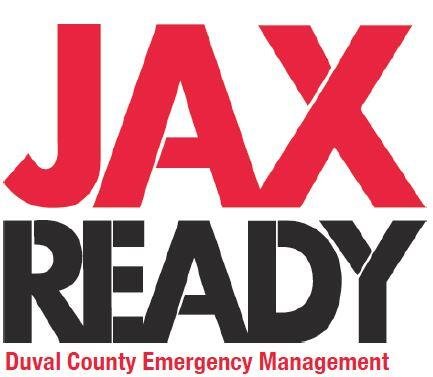 JAX
READY
Duval County Emergency Management